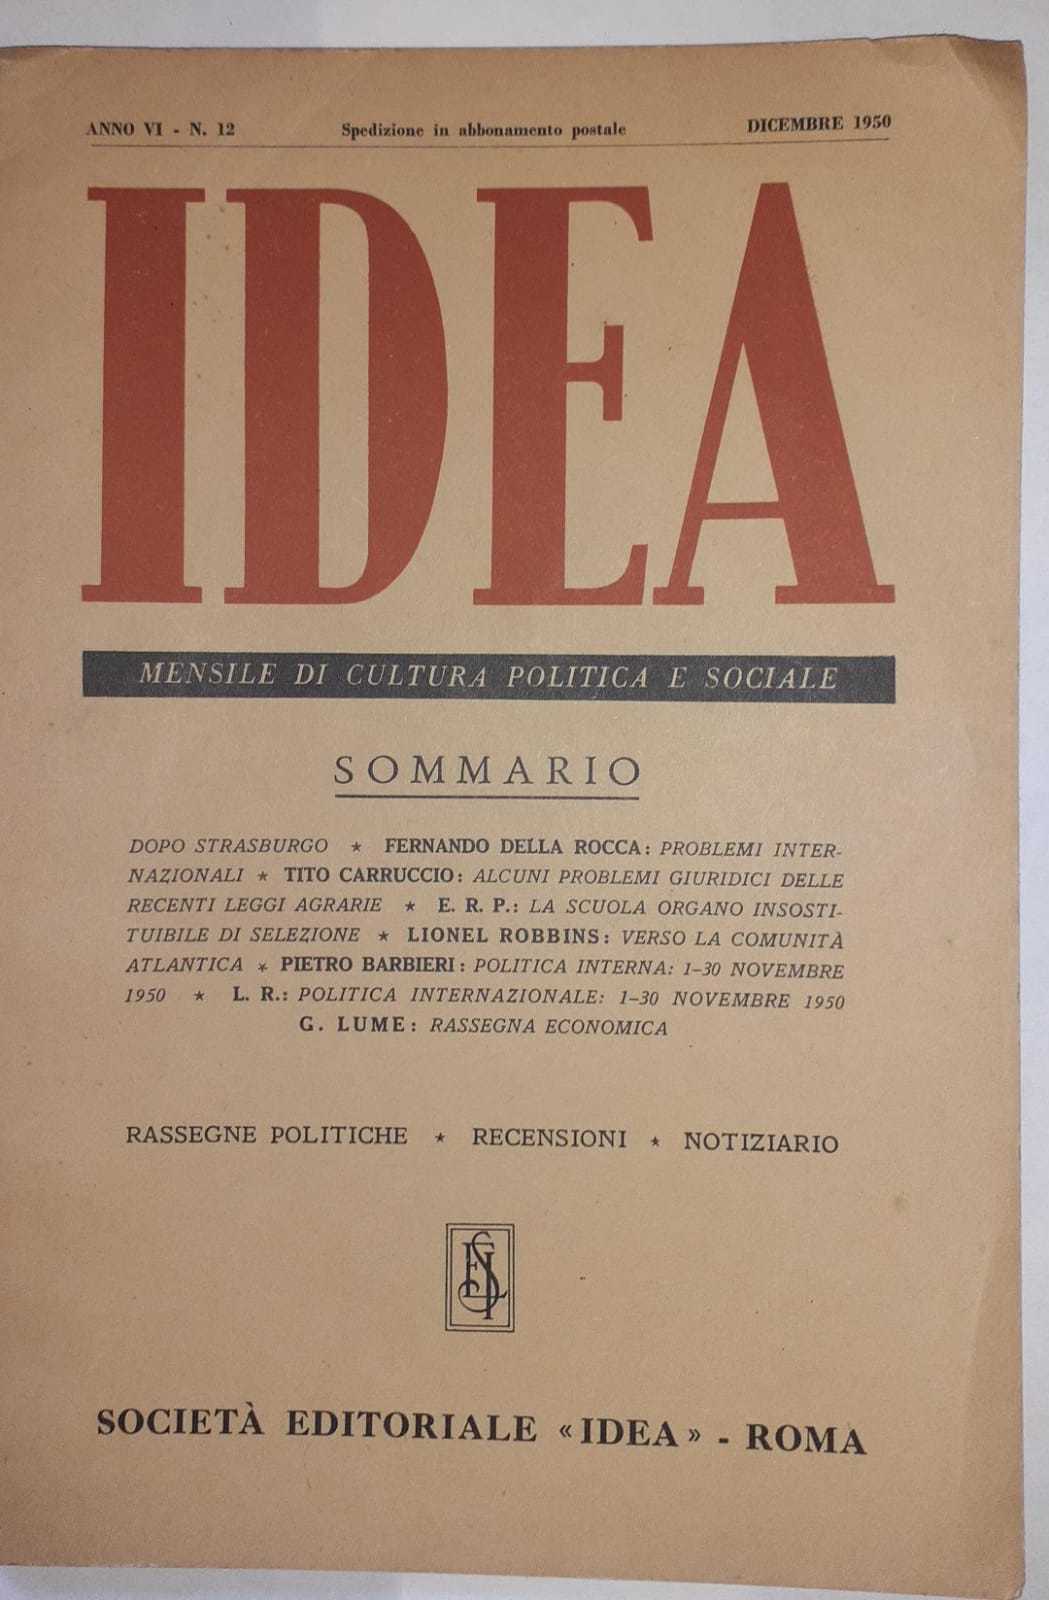 ANNO VI - N. 12 Spedizione in abbonamento postale DICEMBRE 1950
IDEA
MENSILE DI CULTURA POLITICA E SOCIALE
SOMMARIO
DOPO STRASBURGO ★ FERNANDO DELLA ROCCA: PROBLEMI INTER-
NAZIONALI ★ TITO CARRUCCIO: ALCUNI PROBLEMI GIURIDICI DELLE
RECENTI LEGGI AGRARIE ★ E. R. P.: LA SCUOLA ORGANO INSOSTI-
TUIBILE DI SELEZIONE ★ LIONEL ROBBINS: VERSO LA COMUNITÀ
ATLANTICA ★ PIETRO BARBIERI: POLITICA INTERNA: 1-30 NOVEMBRE
1950 ★ L. R.: POLITICA INTERNAZIONALE: 1-30 NOVEMBRE 1950
G. LUME: RASSEGNA ECONOMICA
RASSEGNE POLITICHE ★ RECENSIONI ★ NOTIZIARIO
SOCIETÀ EDITORIALE «IDEA» - ROMA